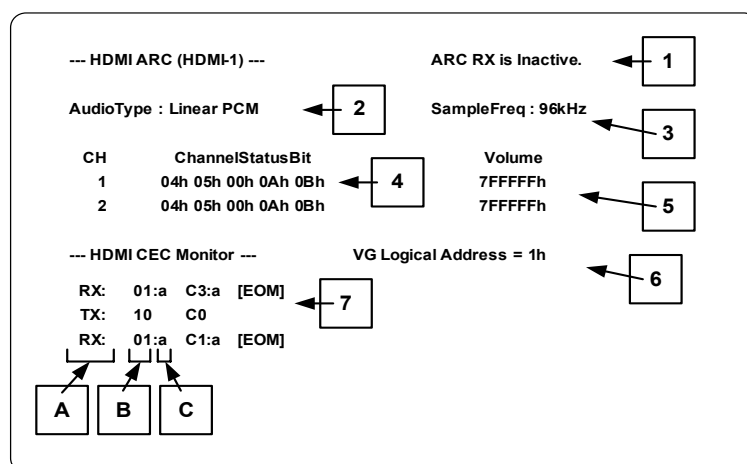 --- HDMI ARC (HDMI-1) --- ARC RX is Inactive. 1
AudioType : Linear PCM 2 SampleFreq : 96kHz 3
CH ChannelStatusBit Volume
1 04h 05h 00h 0Ah 0Bh 4 7FFFFFh
2 04h 05h 00h 0Ah 0Bh 7FFFFFh 5
--- HDMI CEC Monitor --- VG Logical Address = 1h 6
RX: 01:a C3:a [EOM] 7
TX: 10 C0
RX: 01:a C1:a [EOM]
A B C